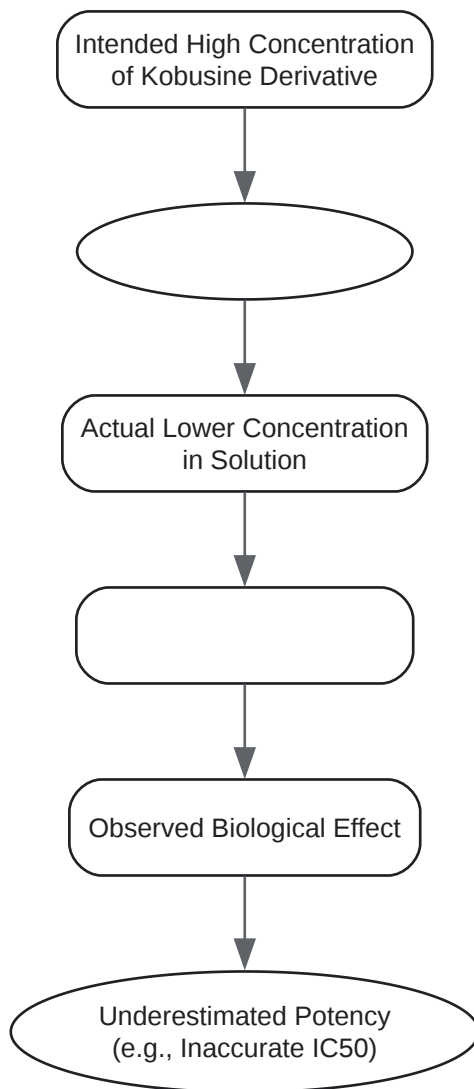 Intended High Concentration
of Kobusine Derivative
Actual Lower Concentration
in Solution
Observed Biological Effect
Underestimated Potency
(e.g., Inaccurate IC50)